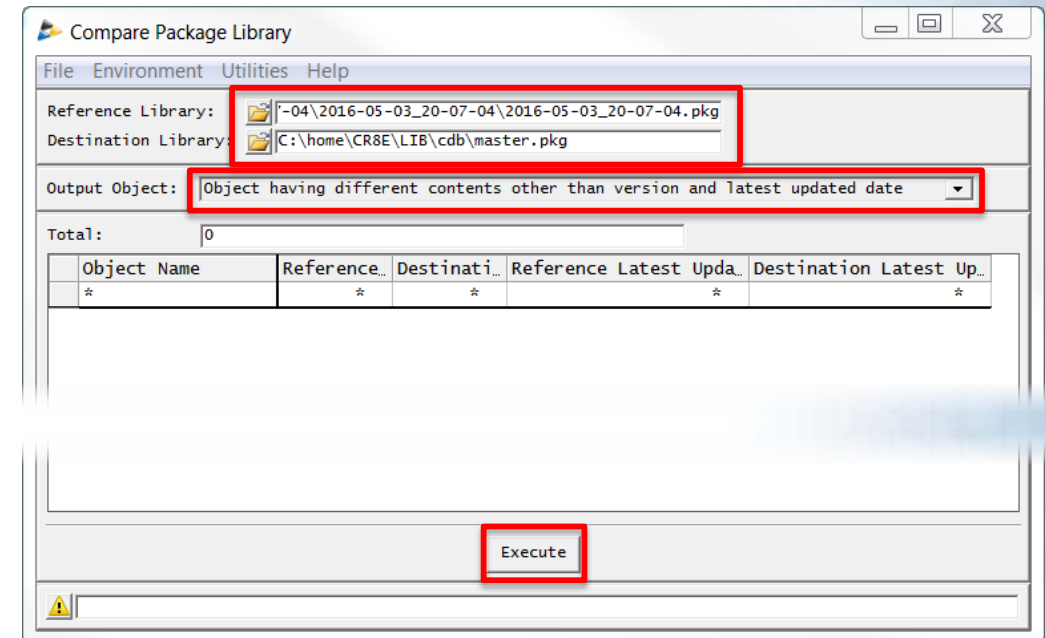 Compare Package Library
File Environment Utilities Help
Reference Library: '-04\2016-05-03_20-07-04\2016-05-03_20-07-04.pkg
Destination Library: C:\home\CR8E\LIB\cdb\master.pkg
Output Object: Object having different contents other than version and latest updated date
Total: 0
Object Name Reference… Destinati… Reference Latest Upda… Destination Latest Up…
* * * * *
Execute